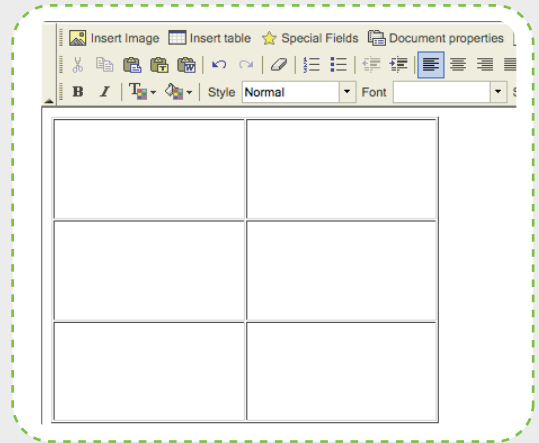 Insert Image Insert table Special Fields Document properties
B I T Style Normal Font